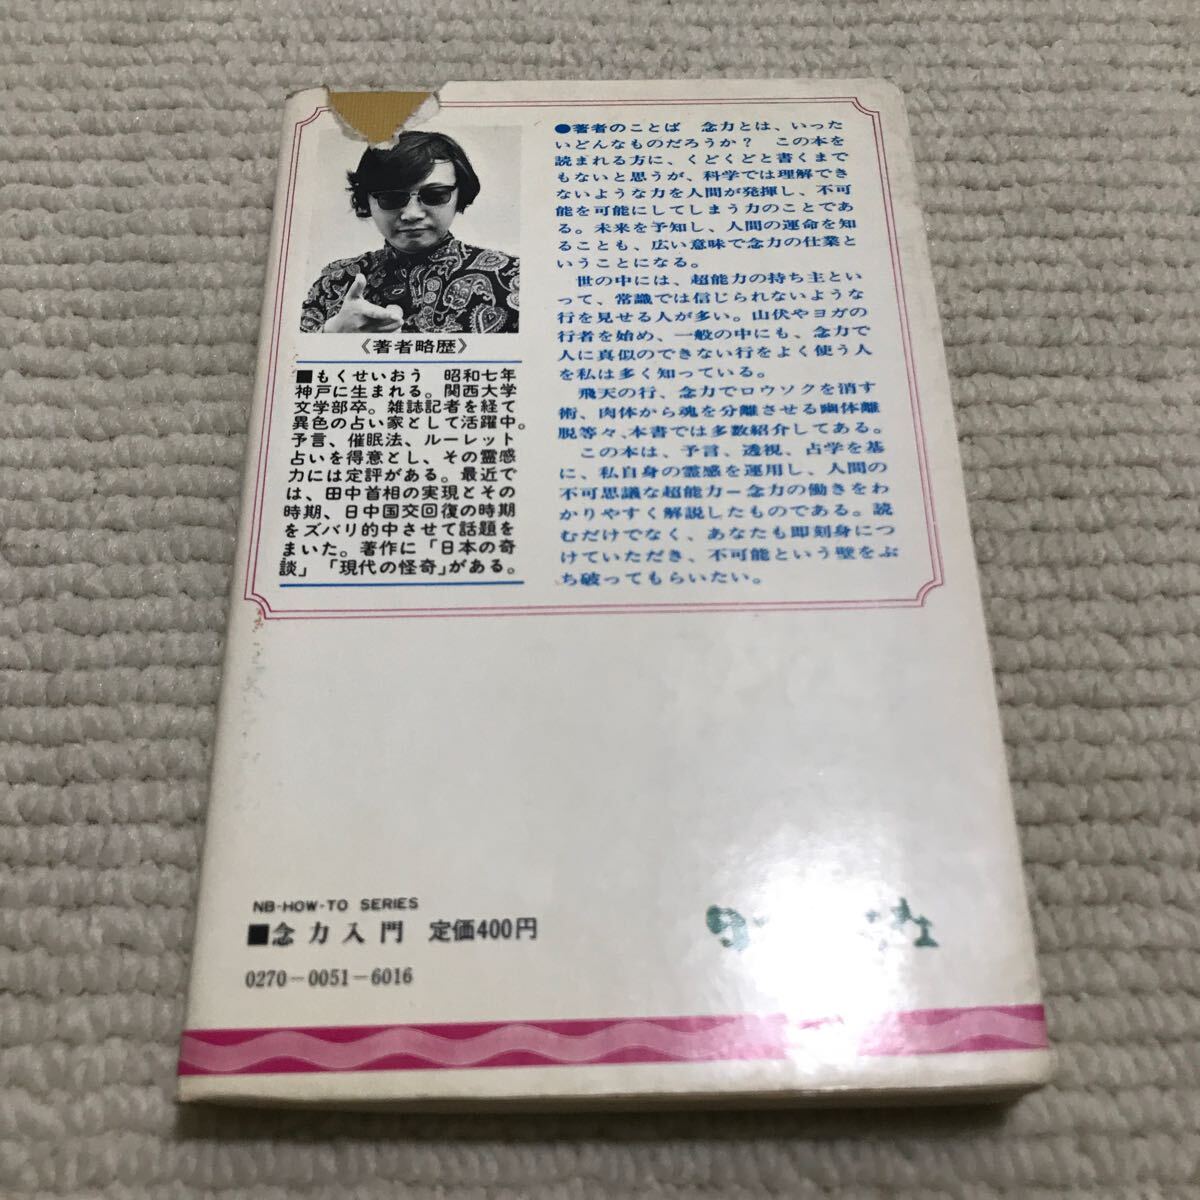 《著者略歴》
■もくせいおう 昭和七年
神戸に生まれる。関西大学
文学部卒。雑誌記者を経て
異色の占い家として活躍中。
予言、催眠法、ルーレット
占いを得意とし、その霊感
力には定評がある。最近で
は、田中首相の実現とその
時期、日中国交回復の時期
をズバリ的中させて話題を
まいた。著作に「日本の奇
談」「現代の怪奇」がある。
●著者のことば 念力とは、いった
いどんなものだろうか? この本を
読まれる方に、くどくどと書くまで
もないと思うが、科学では理解でき
ないような力を人間が発揮し、不可
能を可能にしてしまう力のことであ
る。未来を予知し、人間の運命を知
ることも、広い意味で念力の仕業と
いうことになる。
世の中には、超能力の持ち主とい
って、常識では信じられないような
行を見せる人が多い。山伏やヨガの
行者を始め、一般の中にも、念力で
人に真似のできない行をよく使う人
を私は多く知っている。
飛天の行、念力でロウソクを消す
術、肉体から魂を分離させる幽体離
脱等々、本書では多数紹介してある。
この本は、予言、透視、占学を基
に、私自身の霊感を運用し、人間の
不可思議な超能力ー念力の働きをわ
かりやすく解説したものである。読
むだけでなく、あなたも即刻身につ
けていただき、不可能という壁をぶ
ち破ってもらいたい。
NB-HOW-TO SERIES
■念力入門 定価400円
0270-0051-6016